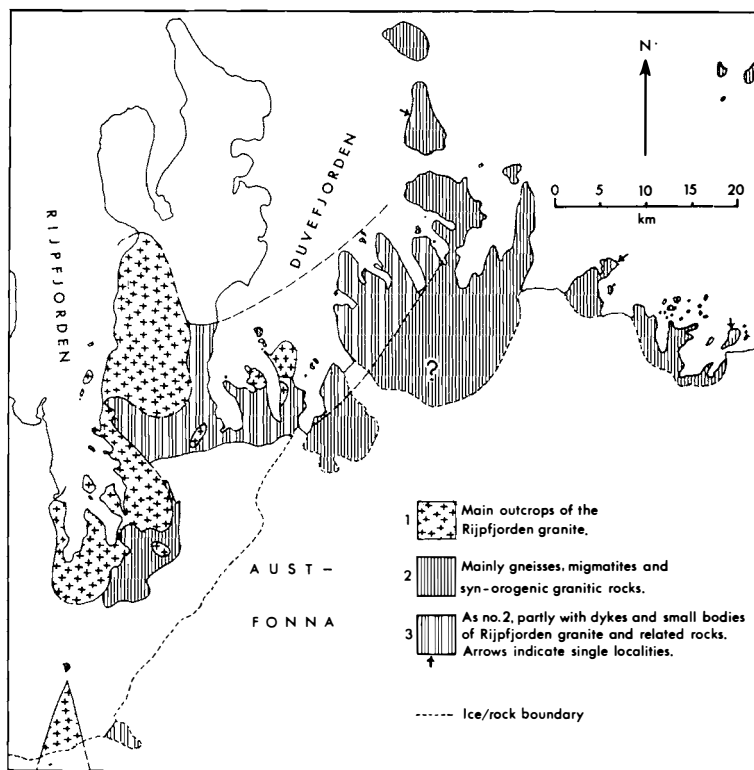 N
0 5 10 15 20
km
RIJPFJORDEN
DUVEFJORDEN
?
AUST-
FONNA
1 Main outcrops of the
Rijpfjorden granite.
2 Mainly gneisses, migmatites and
syn-orogenic granitic rocks.
3 As no.2, partly with dykes and small bodies
of Rijpfjorden granite and related rocks.
Arrows indicate single localities.
Ice/rock boundary